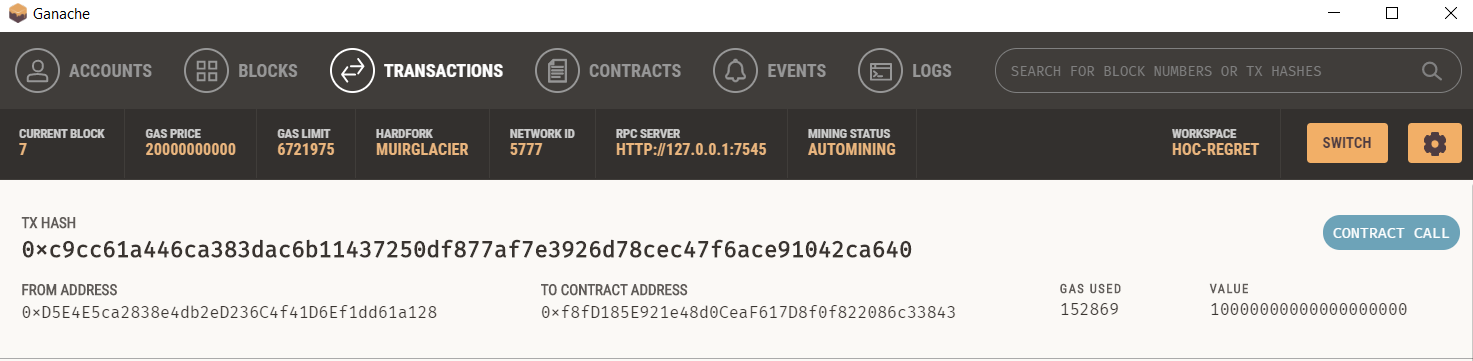 Ganache
ACCOUNTS BLOCKS TRANSACTIONS CONTRACTS EVENTS LOGS SEARCH FOR BLOCK NUMBERS OR TX HASHES
CURRENT BLOCK GAS PRICE GAS LIMIT HARDFORK NETWORK ID RPC SERVER MINING STATUS WORKSPACE
7 20000000000 6721975 MUIRGLACIER 5777 HTTP://127.0.0.1:7545 AUTOMINING HOC-REGRET SWITCH
TX HASH
0×c9cc61a446ca383dac6b11437250df877af7e3926d78cec47f6ace91042ca640 CONTRACT CALL
FROM ADDRESS TO CONTRACT ADDRESS GAS USED VALUE
0×D5E4E5ca2838e4db2eD236C4f41D6Ef1dd61a128 0×f8fD185E921e48d0CeaF617D8f0f822086c33843 152869 10000000000000000000